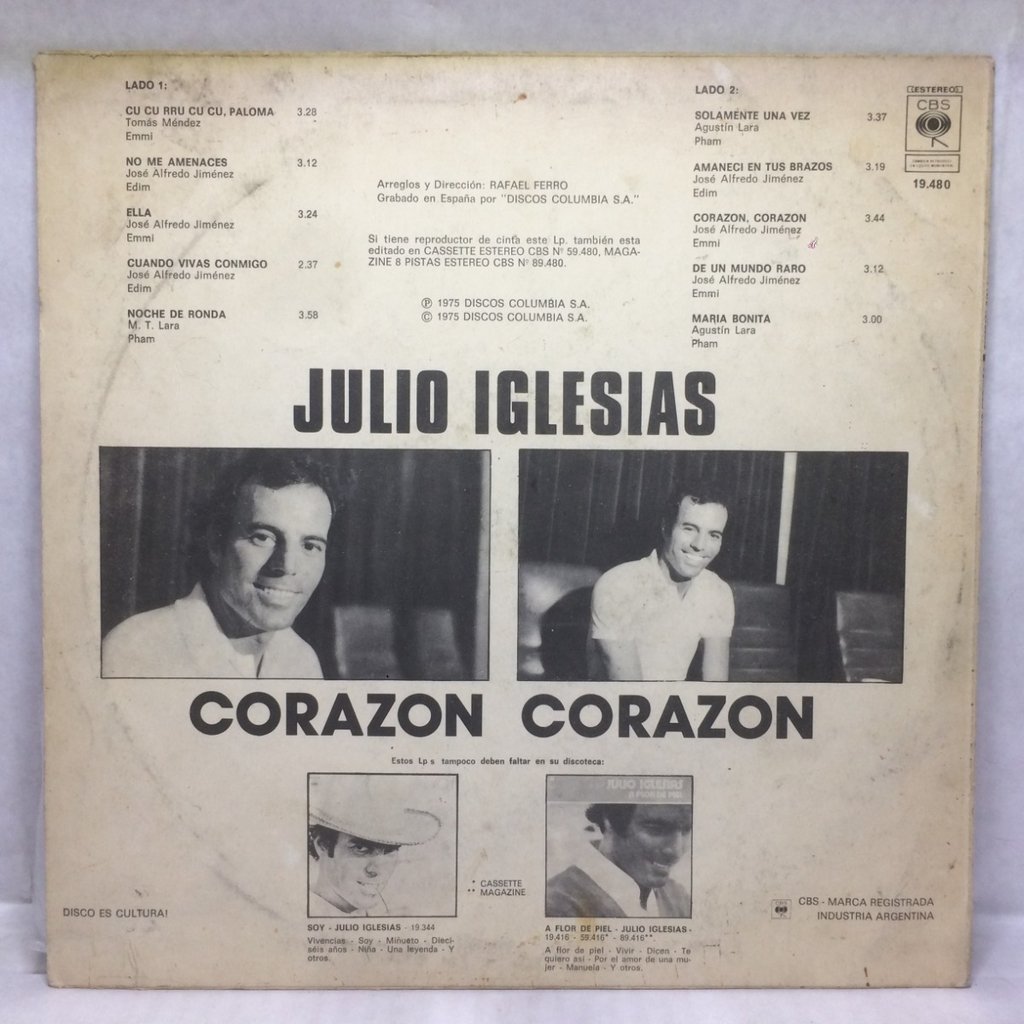 LADO 1:
CU CU RRU CU CU, PALOMA 3.28
Tomás Méndez
Emmi
NO ME AMENACES 3.12
José Alfredo Jiménez
Edim
ELLA 3.24
José Alfredo Jiménez
Emmi
CUANDO VIVAS CONMIGO 2.37
José Alfredo Jiménez
Edim
NOCHE DE RONDA 3.58
M. T. Lara
Pham
Arreglos y Dirección: RAFAEL FERRO
Grabado en España por "DISCOS COLUMBIA S.A."
Si tiene reproductor de cinta este Lp. también esta
editado en CASSETTE ESTEREO CBS Nº 59.480, MAGA-
ZINE 8 PISTAS ESTEREO CBS Nº 89.480.
℗ 1975 DISCOS COLUMBIA S.A.
© 1975 DISCOS COLUMBIA S.A.
LADO 2:
SOLAMENTE UNA VEZ 3.37
Agustín Lara
Pham
AMANECI EN TUS BRAZOS 3.19
José Alfredo Jiménez
Edim
CORAZON, CORAZON 3.44
José Alfredo Jiménez
Emmi
DE UN MUNDO RARO 3.12
José Alfredo Jiménez
Emmi
MARIA BONITA 3.00
Agustín Lara
Pham
ESTEREO
CBS
19.480
JULIO IGLESIAS
CORAZON CORAZON
Estos Lp s tampoco deben faltar en su discoteca:
JULIO IGLESIAS
A FLOR DE PIEL
* CASSETTE
** MAGAZINE
SOY - JULIO IGLESIAS - 19.344
Vivencias - Soy - Minueto - Dieci-
séis años - Niña - Una leyenda - Y
otros.
A FLOR DE PIEL - JULIO IGLESIAS -
19.416 - 59.416* - 89.416**
A flor de piel - Vivir - Dicen - Te
quiero así - Por el amor de una mu-
jer - Manuela - Y otros.
DISCO ES CULTURA!
CBS - MARCA REGISTRADA
INDUSTRIA ARGENTINA